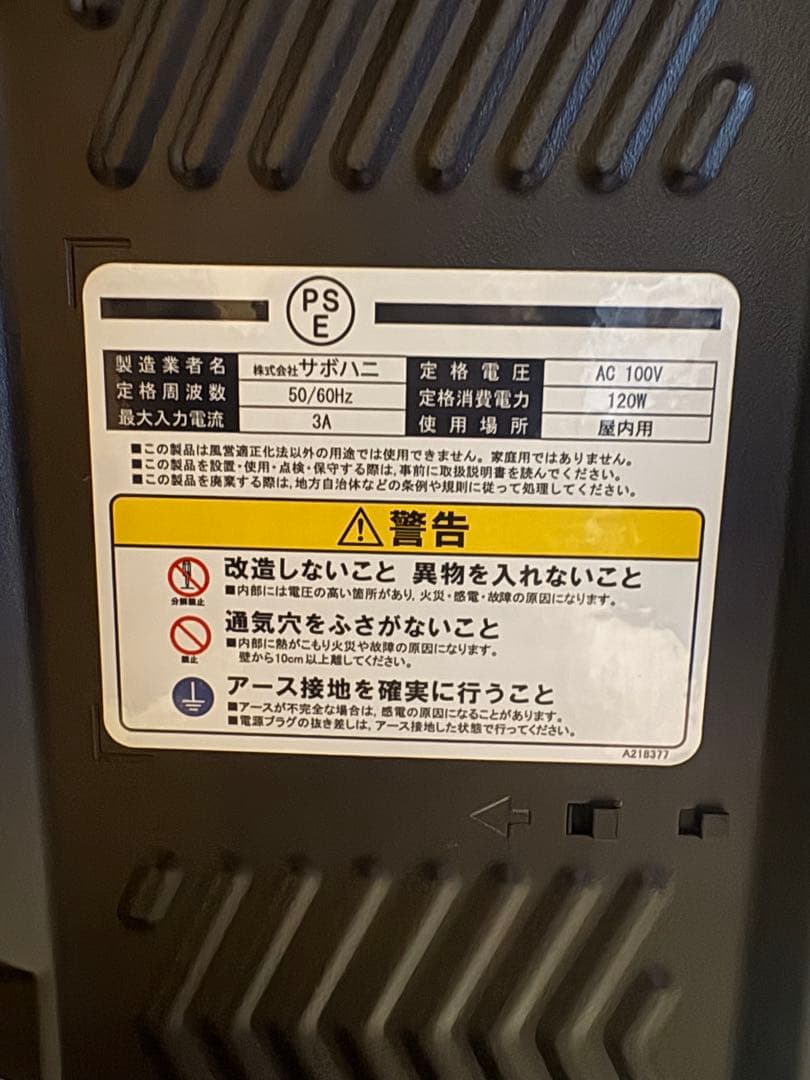 PS
E
製造業者名 株式会社サボハニ 定格電圧 AC 100V
定格周波数 50/60Hz 定格消費電力 120W
最大入力電流 3A 使用場所 屋内用
■この製品は風営適正化法以外の用途では使用できません。家庭用ではありません。
■この製品を設置・使用・点検・保守する際は、事前に取扱説明書を読んでください。
■この製品を廃棄する際は、地方自治体などの条例や規則に従って処理してください。
警告
改造しないこと 異物を入れないこと
■内部には電圧の高い箇所があり、火災・感電・故障の原因になります。
分解禁止
通気穴をふさがないこと
■内部に熱がこもり火災や故障の原因になります。
壁から10cm以上離してください。
禁止
アース接地を確実に行うこと
■アースが不完全な場合は、感電の原因になることがあります。
■電源プラグの抜き差しは、アース接地した状態で行ってください。
A218377